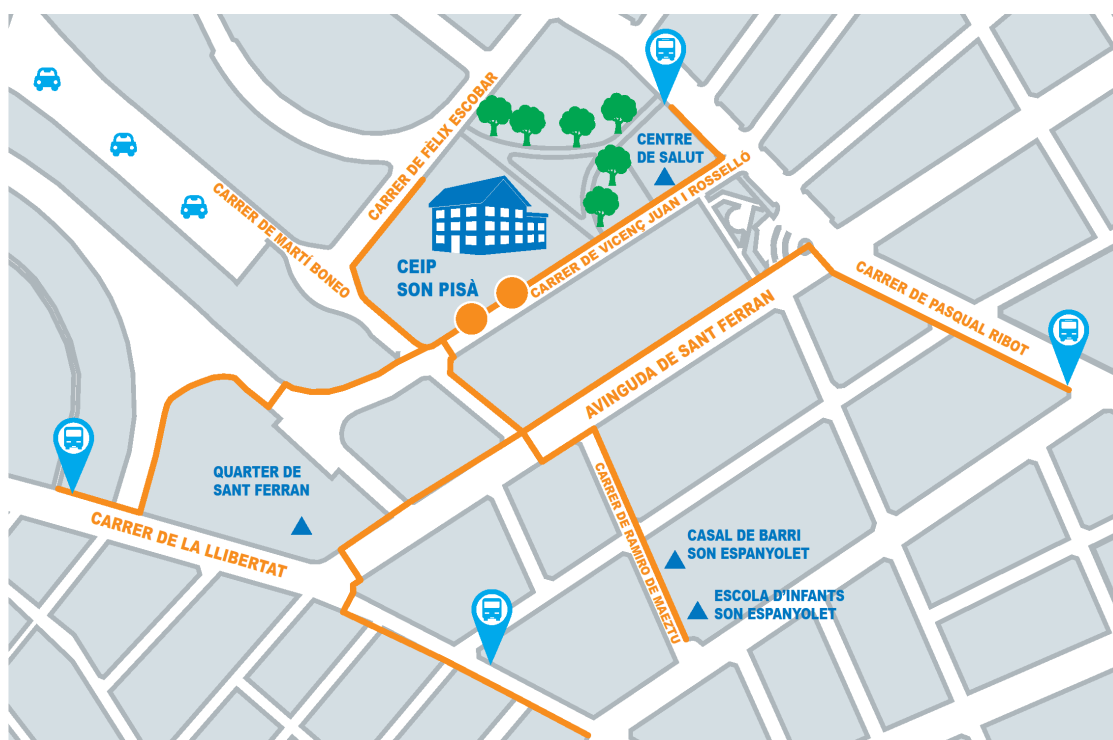 CARRER DE FÈLIX ESCOBAR
CENTRE
DE SALUT
CARRER DE MARTÍ BONEO
CEIP
SON PISÀ
CARRER DE VICENÇ JUAN I ROSSELLÓ
CARRER DE PASQUAL RIBOT
AVINGUDA DE SANT FERRAN
QUARTER DE
SANT FERRAN
CARRER DE LA LLIBERTAT
CARRER DE RAMIRO DE MAEZTU
CASAL DE BARRI
SON ESPANYOLET
ESCOLA D'INFANTS
SON ESPANYOLET